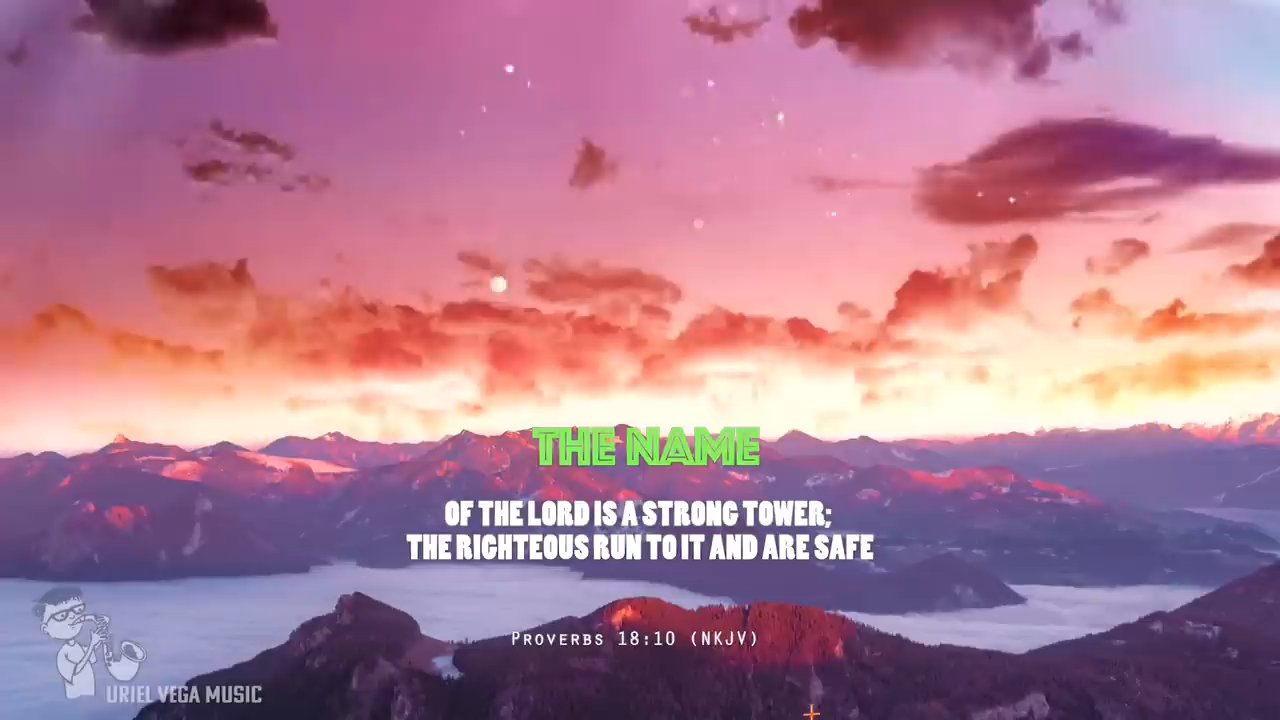 THE NAME
OF THE LORD IS A STRONG TOWER;
THE RIGHTEOUS RUN TO IT AND ARE SAFE
Proverbs 18:10 (NKJV)
URIEL VEGA MUSIC